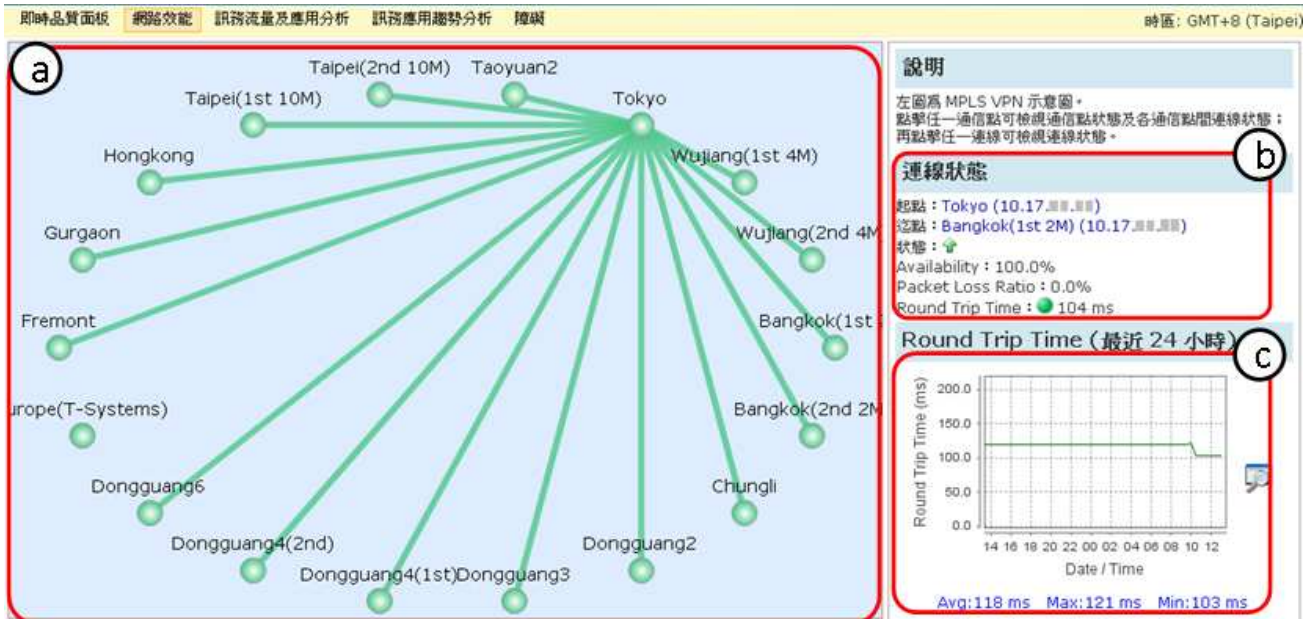 即時品質面板 網路效能 訊務流量及應用分析 訊務應用趨勢分析 障礙
時區: GMT+8 (Taipei)
a
Taipei(2nd 10M) Taoyuan2
Taipei(1st 10M)
Tokyo
Hongkong
Wujiang(1st 4M)
Gurgaon
Wujiang(2nd 4M
Fremont
Bangkok(1st
urope(T-Systems)
Bangkok(2nd 2M
Dongguang6
Chungli
Dongguang4(2nd)
Dongguang2
Dongguang4(1st)
Dongguang3
說明
左圖為 MPLS VPN 示意圖。
點擊任一通信點可檢視通信點狀態及各通信點間連線狀態；
再點擊任一連線可檢視連線狀態。
b
連線狀態
起點：Tokyo (10.17.
迄點：Bangkok(1st 2M) (10.17.
狀態：
Availability：100.0%
Packet Loss Ratio：0.0%
Round Trip Time： 104 ms
Round Trip Time (最近 24 小時)
c
Round Trip Time (ms)
200.0
150.0
100.0
50.0
0.0
14 16 18 20 22 00 02 04 06 08 10 12
Date / Time
Avg:118 ms Max:121 ms Min:103 ms